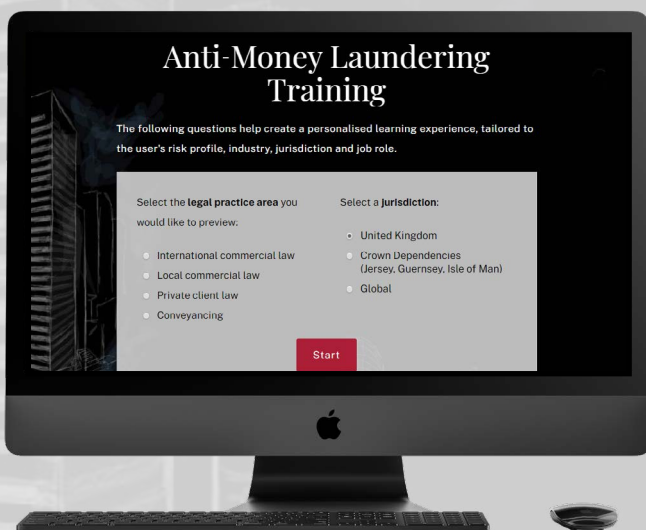 Anti-Money Laundering
Training
The following questions help create a personalised learning experience, tailored to
the user's risk profile, industry, jurisdiction and job role.
Select the legal practice area you
would like to preview:
International commercial law
Local commercial law
Private client law
Conveyancing
Select a jurisdiction:
United Kingdom
Crown Dependencies
(Jersey, Guernsey, Isle of Man)
Global
Start